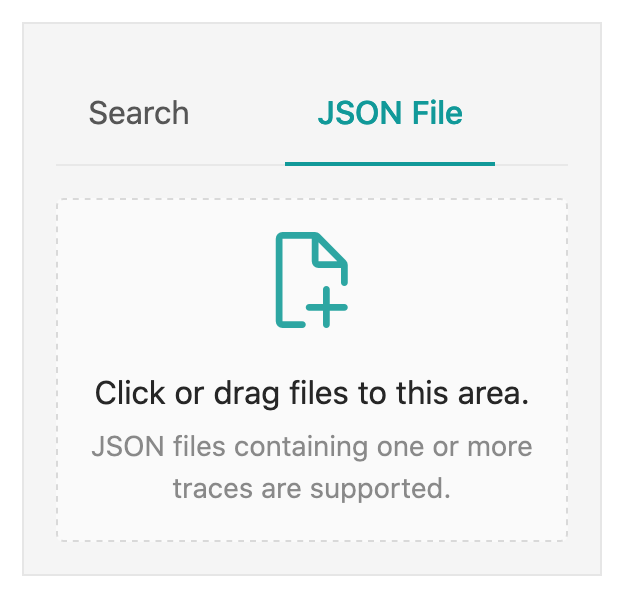 Search
JSON File
Click or drag files to this area.
JSON files containing one or more
traces are supported.